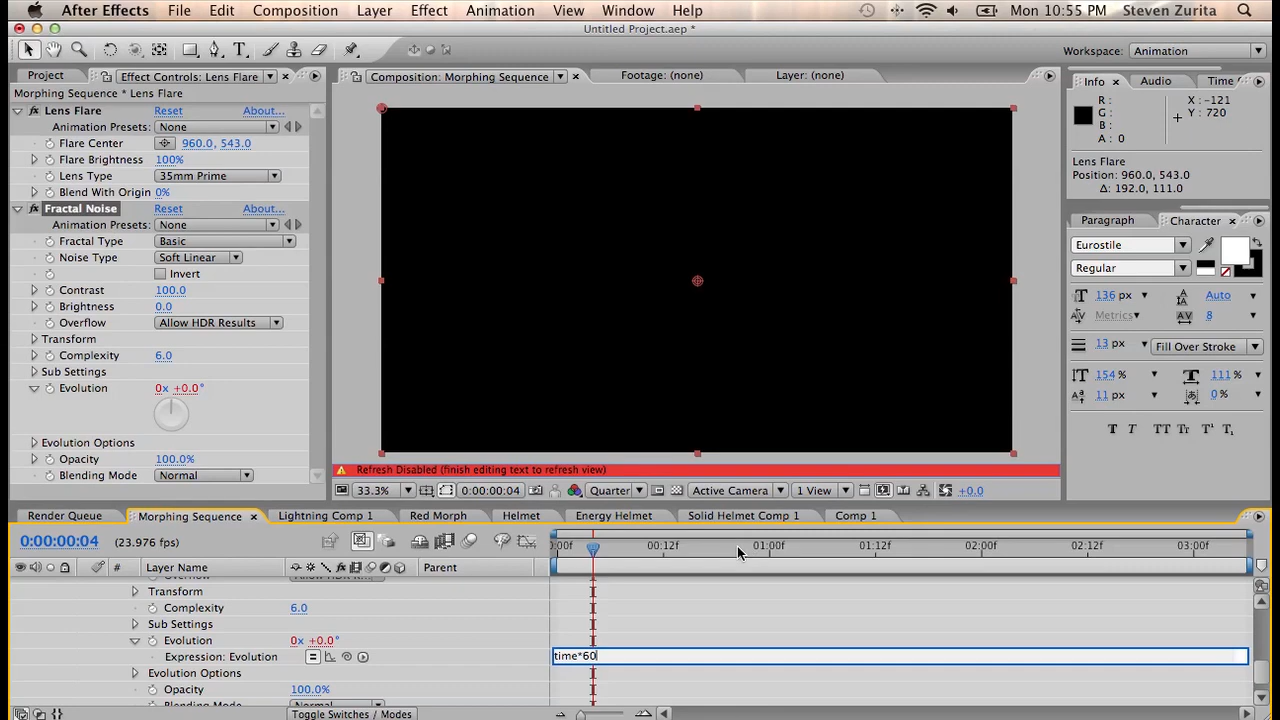 After Effects File Edit Composition Layer Effect Animation View Window Help Mon 10:55 PM Steven Zurita
Untitled Project.aep *
Workspace: Animation
Project Effect Controls: Lens Flare
Composition: Morphing Sequence Footage: (none) Layer: (none)
Info Audio Time
Morphing Sequence * Lens Flare
fx Lens Flare Reset About...
Animation Presets: None
Flare Center 960.0, 543.0
Flare Brightness 100%
Lens Type 35mm Prime
Blend With Origin 0%
fx Fractal Noise Reset About...
Animation Presets: None
Fractal Type Basic
Noise Type Soft Linear
Invert
Contrast 100.0
Brightness 0.0
Overflow Allow HDR Results
Transform
Complexity 6.0
Sub Settings
Evolution 0x +0.0°
Evolution Options
Opacity 100.0%
Blending Mode Normal
Refresh Disabled (finish editing text to refresh view)
33.3% 0:00:00:04 Quarter Active Camera 1 View +0.0
R : X : -121
G : Y : 720
B :
A : 0
Lens Flare
Position: 960.0, 543.0
Δ: 192.0, 111.0
Paragraph Character
Eurostile
Regular
136 px Auto
Metrics 8
13 px Fill Over Stroke
154 % 111 %
11 px 0 %
T T TT Tr T¹ T₁
Render Queue Morphing Sequence Lightning Comp 1 Red Morph Helmet Energy Helmet Solid Helmet Comp 1 Comp 1
0:00:00:04 (23.976 fps)
:00f 00:12f 01:00f 01:12f 02:00f 02:12f 03:00f
# Layer Name Parent
Transform
Complexity 6.0
Sub Settings
Evolution 0x +0.0°
Expression: Evolution time*60
Evolution Options
Opacity 100.0%
Blending Mode Normal
Toggle Switches / Modes